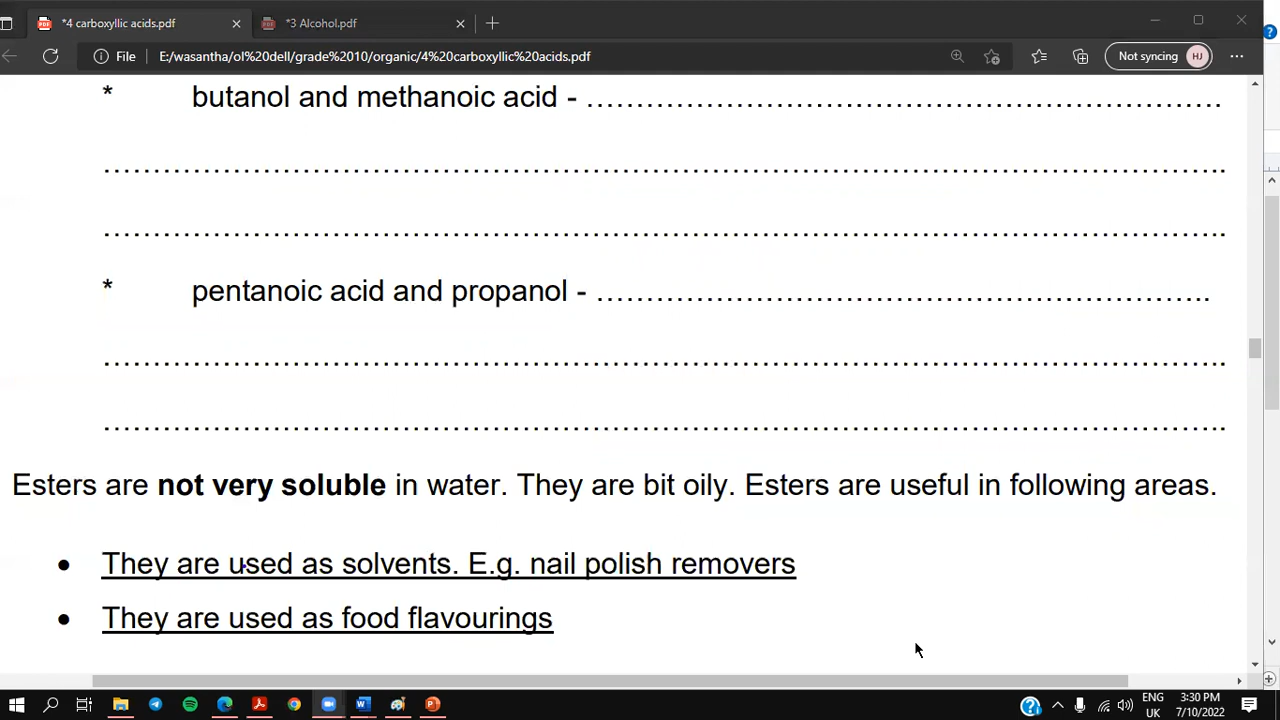 *4 carboxyllic acids.pdf
*3 Alcohol.pdf
File E:/wasantha/ol%20dell/grade%2010/organic/4%20carboxyllic%20acids.pdf Not syncing HJ
* butanol and methanoic acid - ……………………………………………………….
…………………………………………………………………………………………………..
…………………………………………………………………………………………………..
* pentanoic acid and propanol - ……………………………………………………..
…………………………………………………………………………………………………..
…………………………………………………………………………………………………..
Esters are not very soluble in water. They are bit oily. Esters are useful in following areas.
• They are used as solvents. E.g. nail polish removers
• They are used as food flavourings
ENG 3:30 PM
UK 7/10/2022